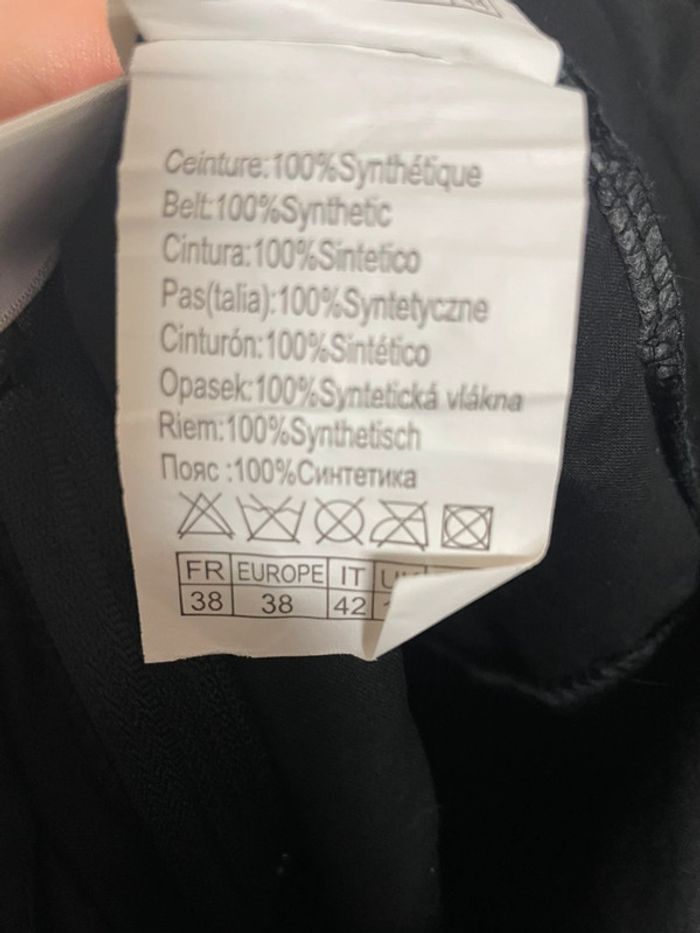 Ceinture:100%Synthétique
Belt:100%Synthetic
Cintura:100%Sintetico
Pas(talia):100%Syntetyczne
Cinturón:100%Sintético
Opasek:100%Syntetická vlákna
Riem:100%Synthetisch
Пояс :100%Синтетика
FR EUROPE IT
38 38 42